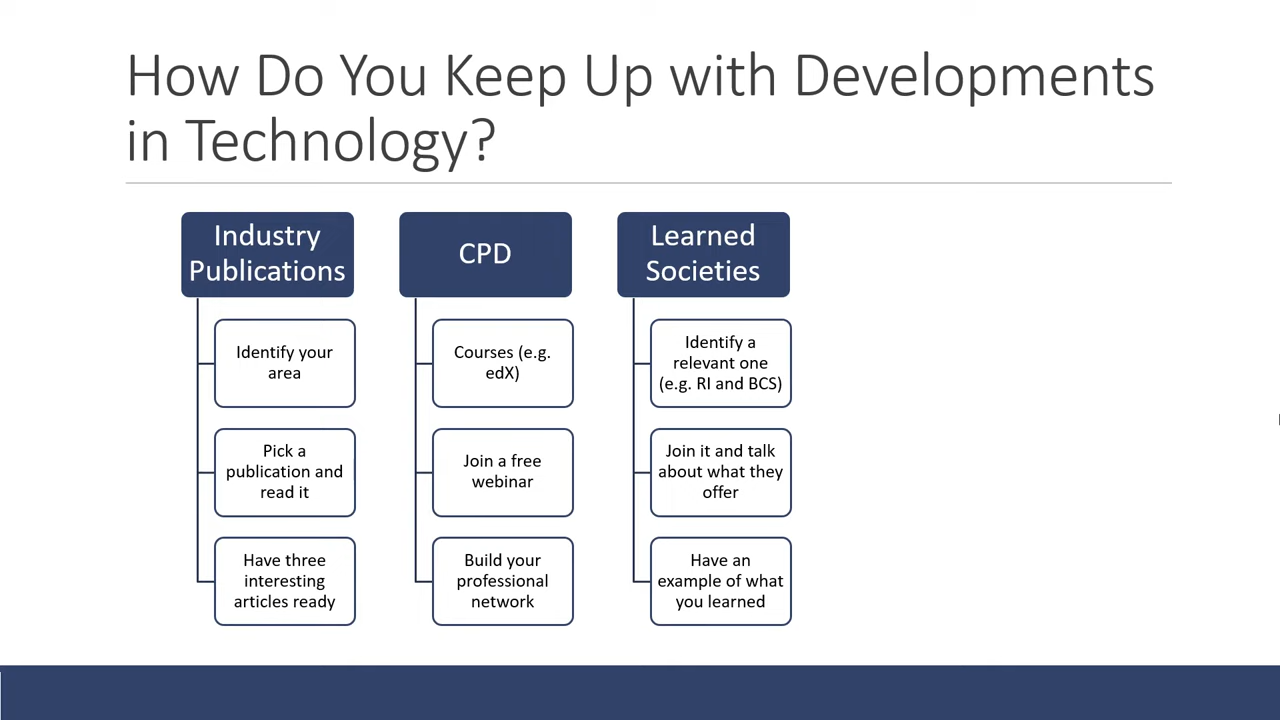 How Do You Keep Up with Developments
in Technology?
Industry
Publications
Identify your
area
Pick a
publication and
read it
Have three
interesting
articles ready
CPD
Courses (e.g.
edX)
Join a free
webinar
Build your
professional
network
Learned
Societies
Identify a
relevant one
(e.g. RI and BCS)
Join it and talk
about what they
offer
Have an
example of what
you learned